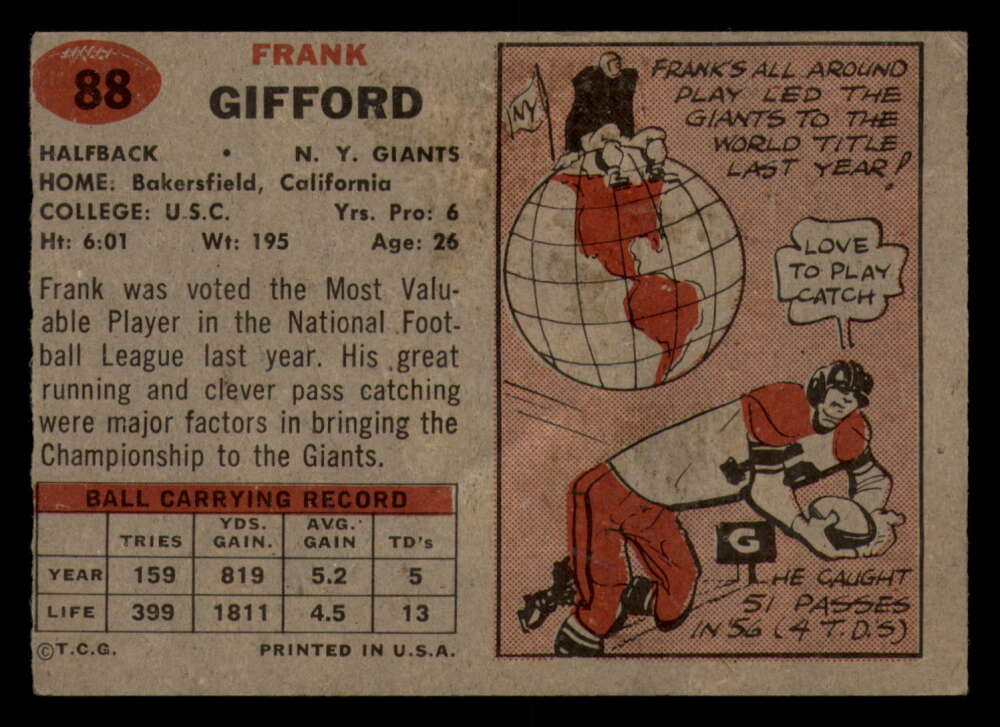 88
FRANK
GIFFORD
HALFBACK • N. Y. GIANTS
HOME: Bakersfield, California
COLLEGE: U.S.C. Yrs. Pro: 6
Ht: 6:01 Wt: 195 Age: 26
Frank was voted the Most Valu-
able Player in the National Foot-
ball League last year. His great
running and clever pass catching
were major factors in bringing the
Championship to the Giants.
BALL CARRYING RECORD
TRIES YDS. GAIN. AVG. GAIN TD's
YEAR 159 819 5.2 5
LIFE 399 1811 4.5 13
©T.C.G. PRINTED IN U.S.A.
NY
FRANK'S ALL AROUND
PLAY LED THE
GIANTS TO THE
WORLD TITLE
LAST YEAR!
LOVE
TO PLAY
CATCH
G
HE CAUGHT
51 PASSES
IN '56 (4 T.D.S)